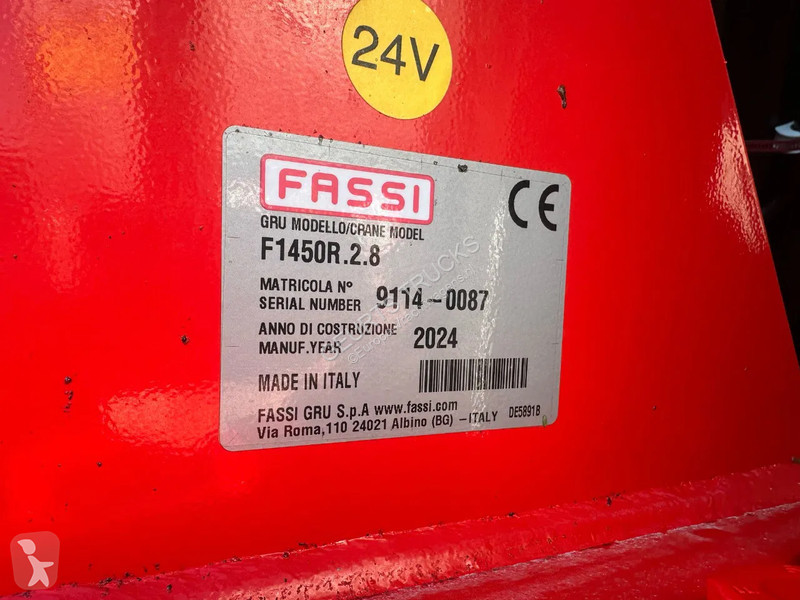 24V
FASSI
CE
GRU MODELLO/CRANE MODEL
F1450R.2.8
MATRICOLA Nº
SERIAL NUMBER 9114-0087
ANNO DI COSTRUZIONE
MANUF.YEAR 2024
MADE IN ITALY
FASSI GRU S.p.A www.fassi.com
Via Roma,110 24021 Albino (BG) -ITALY DE5891B